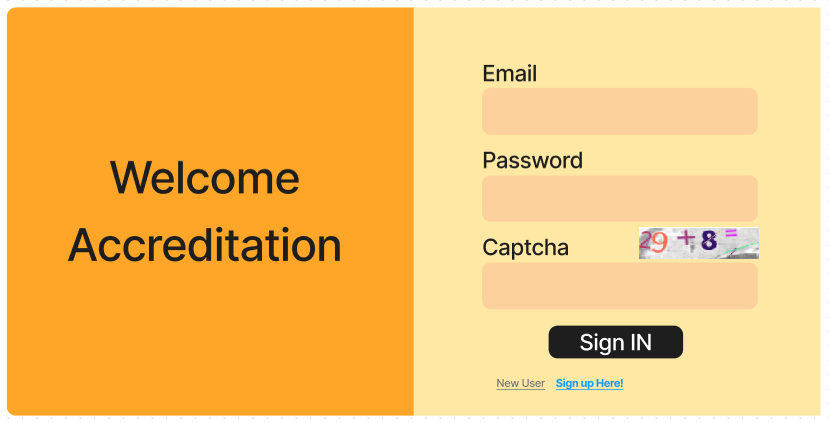 Welcome
Accreditation
Email
Password
Captcha
29 + 8 =
Sign IN
New User Sign up Here!